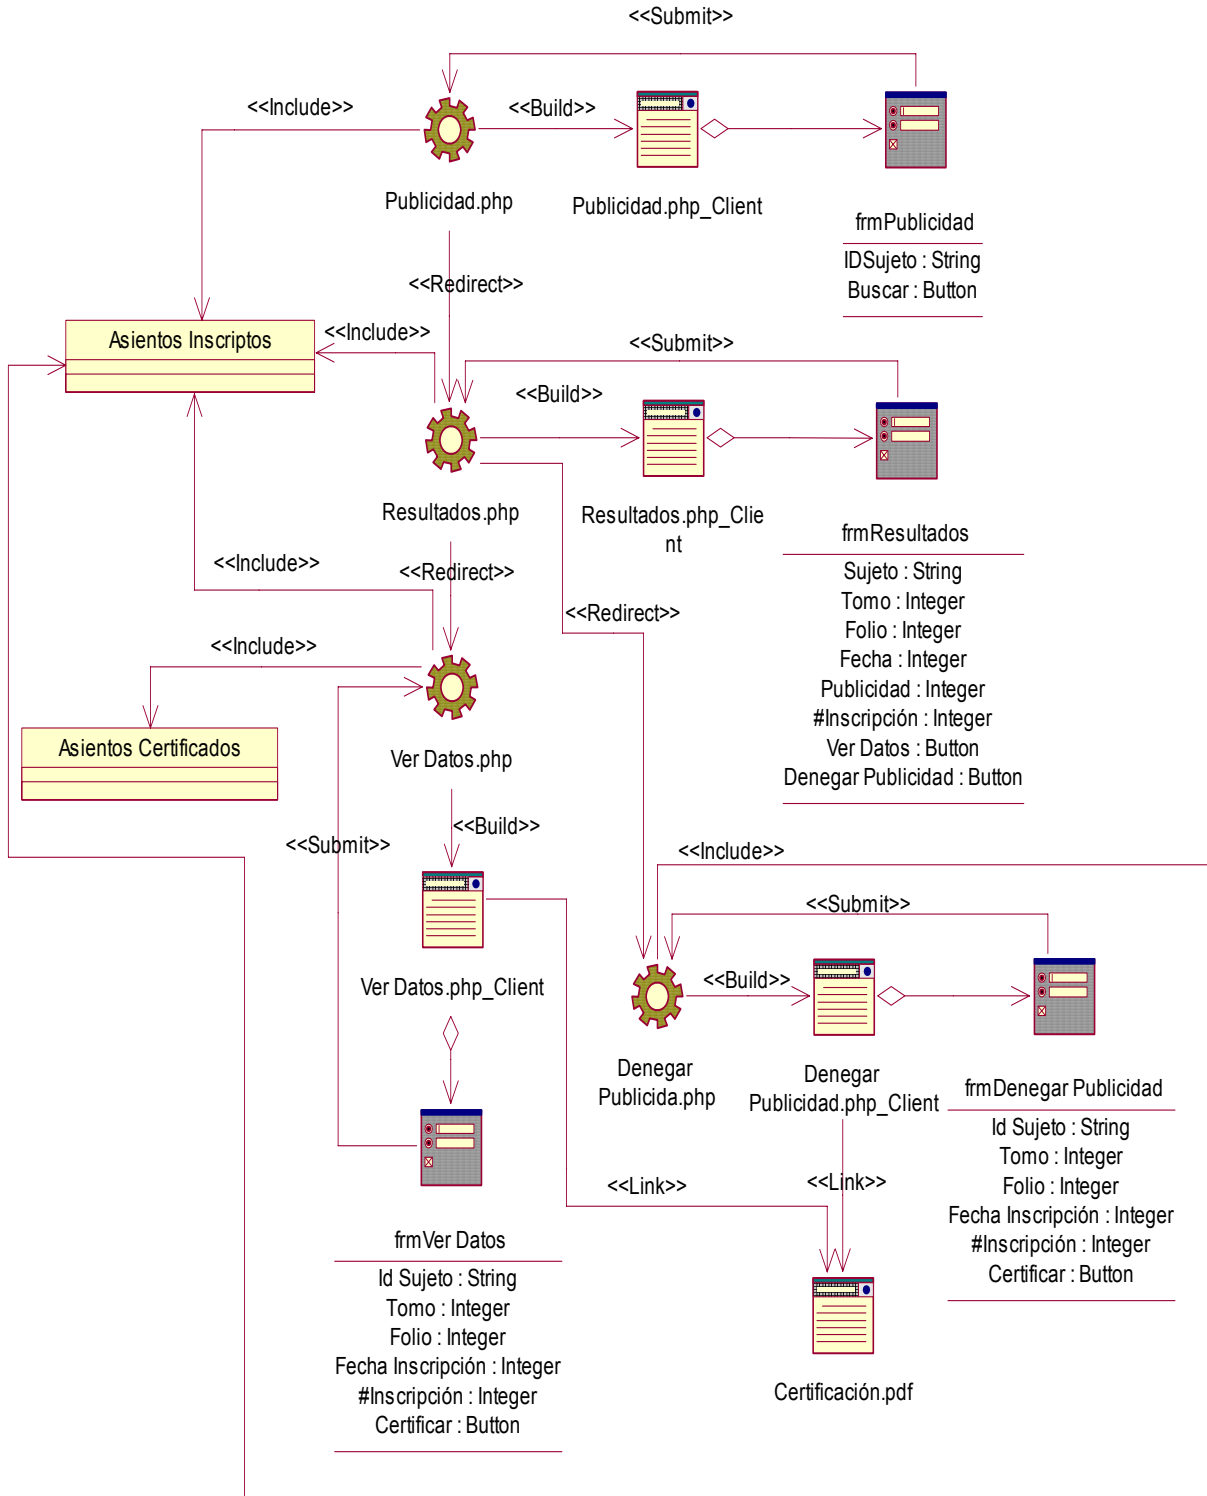 <<Submit>>
<<Include>>
<<Build>>
Publicidad.php
Publicidad.php_Client
frmPublicidad
IDSujeto : String
Buscar : Button
<<Redirect>>
Asientos Inscriptos
<<Include>>
<<Submit>>
<<Build>>
Resultados.php
Resultados.php_Clie
nt
frmResultados
Sujeto : String
Tomo : Integer
Folio : Integer
Fecha : Integer
Publicidad : Integer
#Inscripción : Integer
Ver Datos : Button
Denegar Publicidad : Button
<<Include>>
<<Redirect>>
<<Redirect>>
<<Include>>
Asientos Certificados
Ver Datos.php
<<Build>>
<<Submit>>
<<Include>>
<<Submit>>
Ver Datos.php_Client
<<Build>>
Denegar
Publicida.php
Denegar
Publicidad.php_Client
frmDenegar Publicidad
Id Sujeto : String
Tomo : Integer
Folio : Integer
Fecha Inscripción : Integer
#Inscripción : Integer
Certificar : Button
<<Link>>
<<Link>>
frmVer Datos
Id Sujeto : String
Tomo : Integer
Folio : Integer
Fecha Inscripción : Integer
#Inscripción : Integer
Certificar : Button
Certificación.pdf